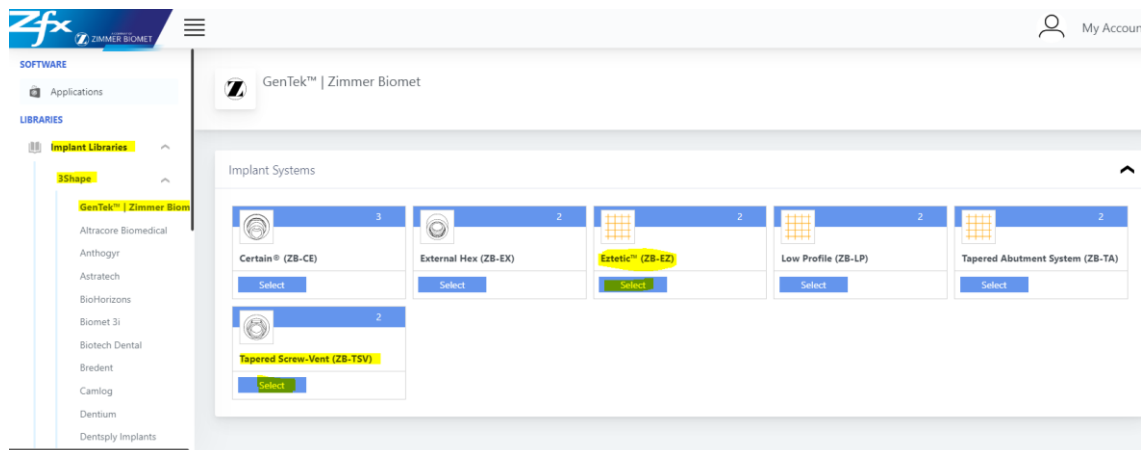 Zfx
ZIMMER BIOMET
My Accoun
SOFTWARE
Applications
LIBRARIES
Implant Libraries
3Shape
GenTek™ | Zimmer Biom
Altracore Biomedical
Anthogyr
Astratech
BioHorizons
Biomet 3i
Biotech Dental
Bredent
Camlog
Dentium
Dentsply Implants
Z
GenTek™ | Zimmer Biomet
Implant Systems
3
Certain® (ZB-CE)
Select
2
External Hex (ZB-EX)
Select
2
Eztetic™ (ZB-EZ)
Select
2
Low Profile (ZB-LP)
Select
2
Tapered Abutment System (ZB-TA)
Select
2
Tapered Screw-Vent (ZB-TSV)
Select